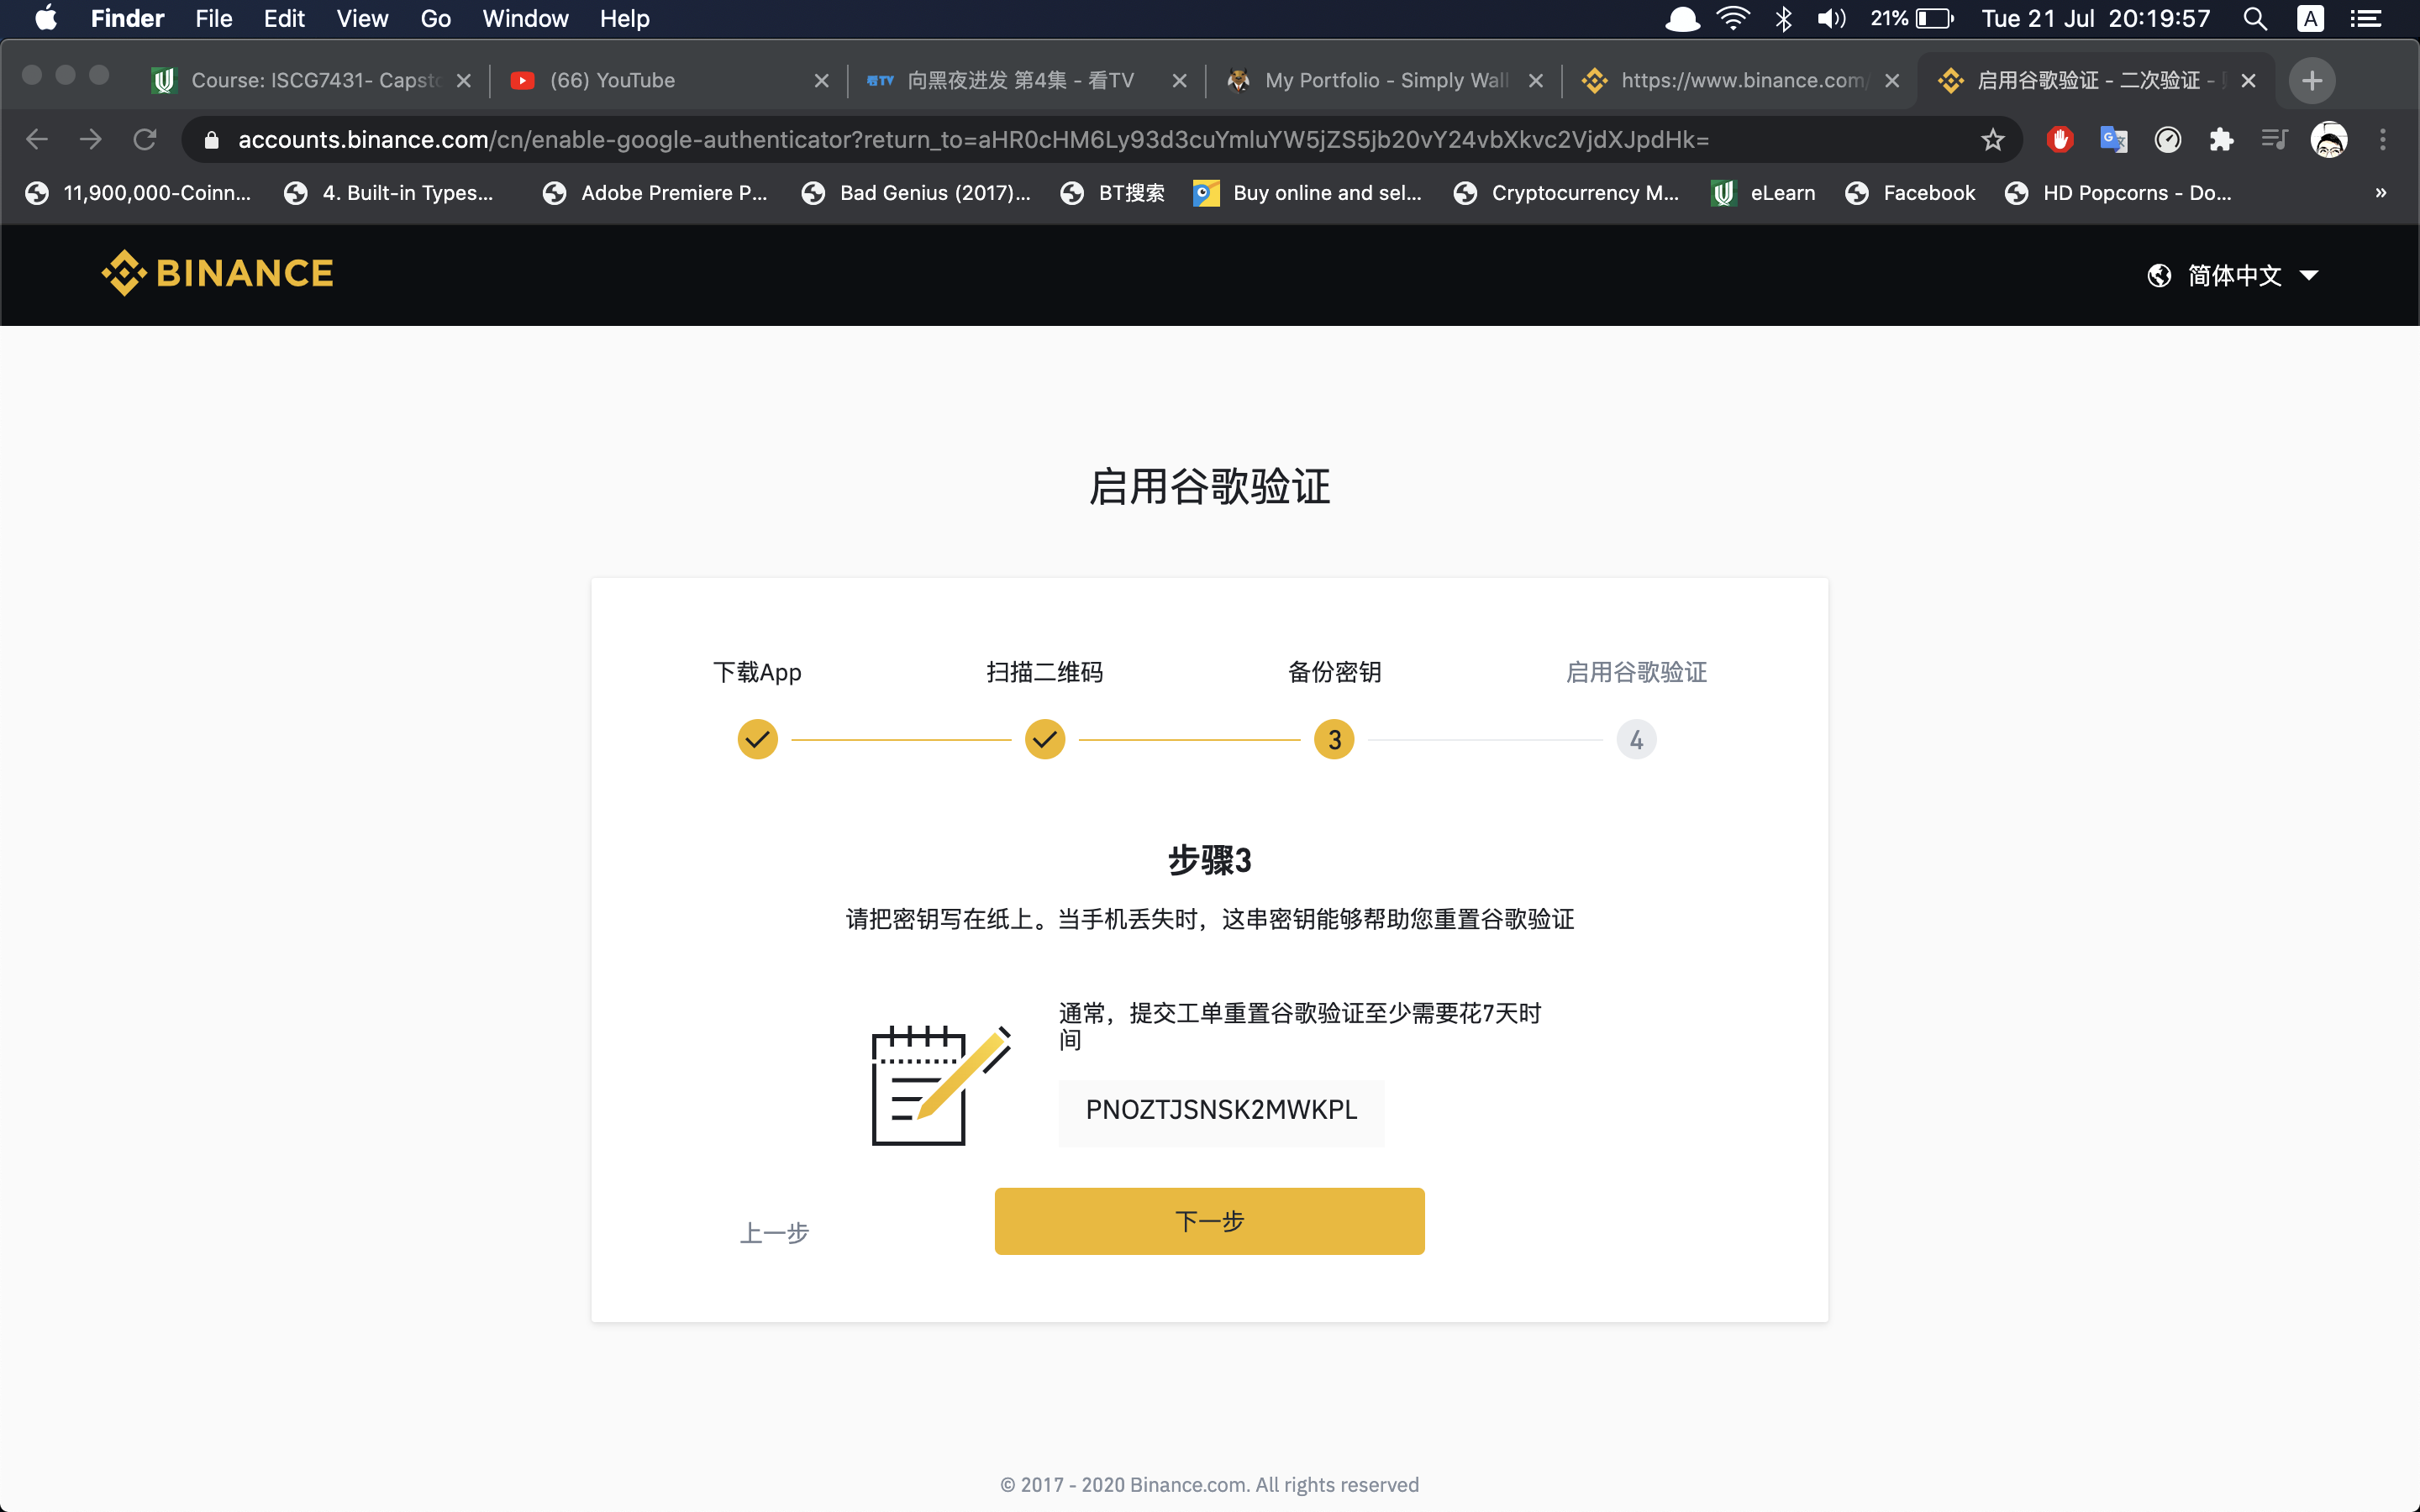 Finder File Edit View Go Window Help 21% Tue 21 Jul 20:19:57 A
Course: ISCG7431- Capsto (66) YouTube 看TV 向黑夜进发 第4集 - 看TV My Portfolio - Simply Wall https://www.binance.com/ 启用谷歌验证 - 二次验证 -
accounts.binance.com/cn/enable-google-authenticator?return_to=aHR0cHM6Ly93d3cuYmluYW5jZS5jb20vY24vbXkvc2VjdXJpdHk=
11,900,000-Coinn... 4. Built-in Types... Adobe Premiere P... Bad Genius (2017)... BT搜索 Buy online and sel... Cryptocurrency M... eLearn Facebook HD Popcorns - Do... »
BINANCE 简体中文
启用谷歌验证
下载App 扫描二维码 备份密钥 启用谷歌验证
3 4
步骤3
请把密钥写在纸上。当手机丢失时，这串密钥能够帮助您重置谷歌验证
通常，提交工单重置谷歌验证至少需要花7天时
间
PNOZTJSNSK2MWKPL
上一步 下一步
© 2017 - 2020 Binance.com. All rights reserved